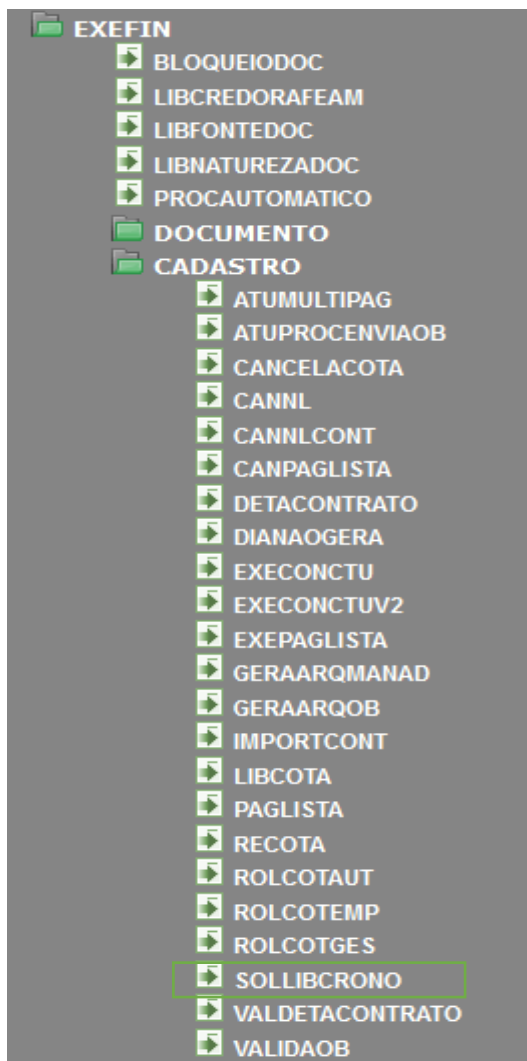 EXEFIN
BLOQUEIODOC
LIBCREDORAFEAM
LIBFONTEDOC
LIBNATUREZADOC
PROCAUTOMATICO
DOCUMENTO
CADASTRO
ATUMULTIPAG
ATUPROCENVIAOB
CANCELACOTA
CANNL
CANNLCONT
CANPAGLISTA
DETACONTRATO
DIANAOGERA
EXECONCTU
EXECONCTUV2
EXEPAGLISTA
GERAARQMANAD
GERAARQOB
IMPORTCONT
LIBCOTA
PAGLISTA
RECOTA
ROLCOTAUT
ROLCOTEMP
ROLCOTGES
SOLLIBCRONO
VALDETACONTRATO
VALIDAOB